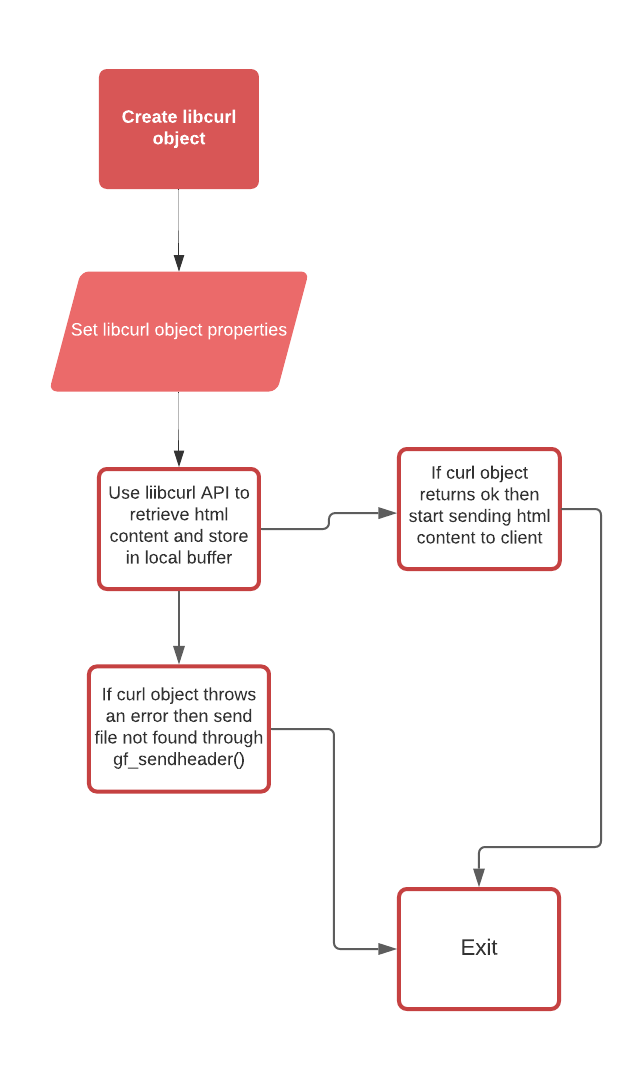 Create libcurl
object
Set libcurl object properties
Use liibcurl API to
retrieve html
content and store
in local buffer
If curl object
returns ok then
start sending html
content to client
If curl object throws
an error then send
file not found through
gf_sendheader()
Exit